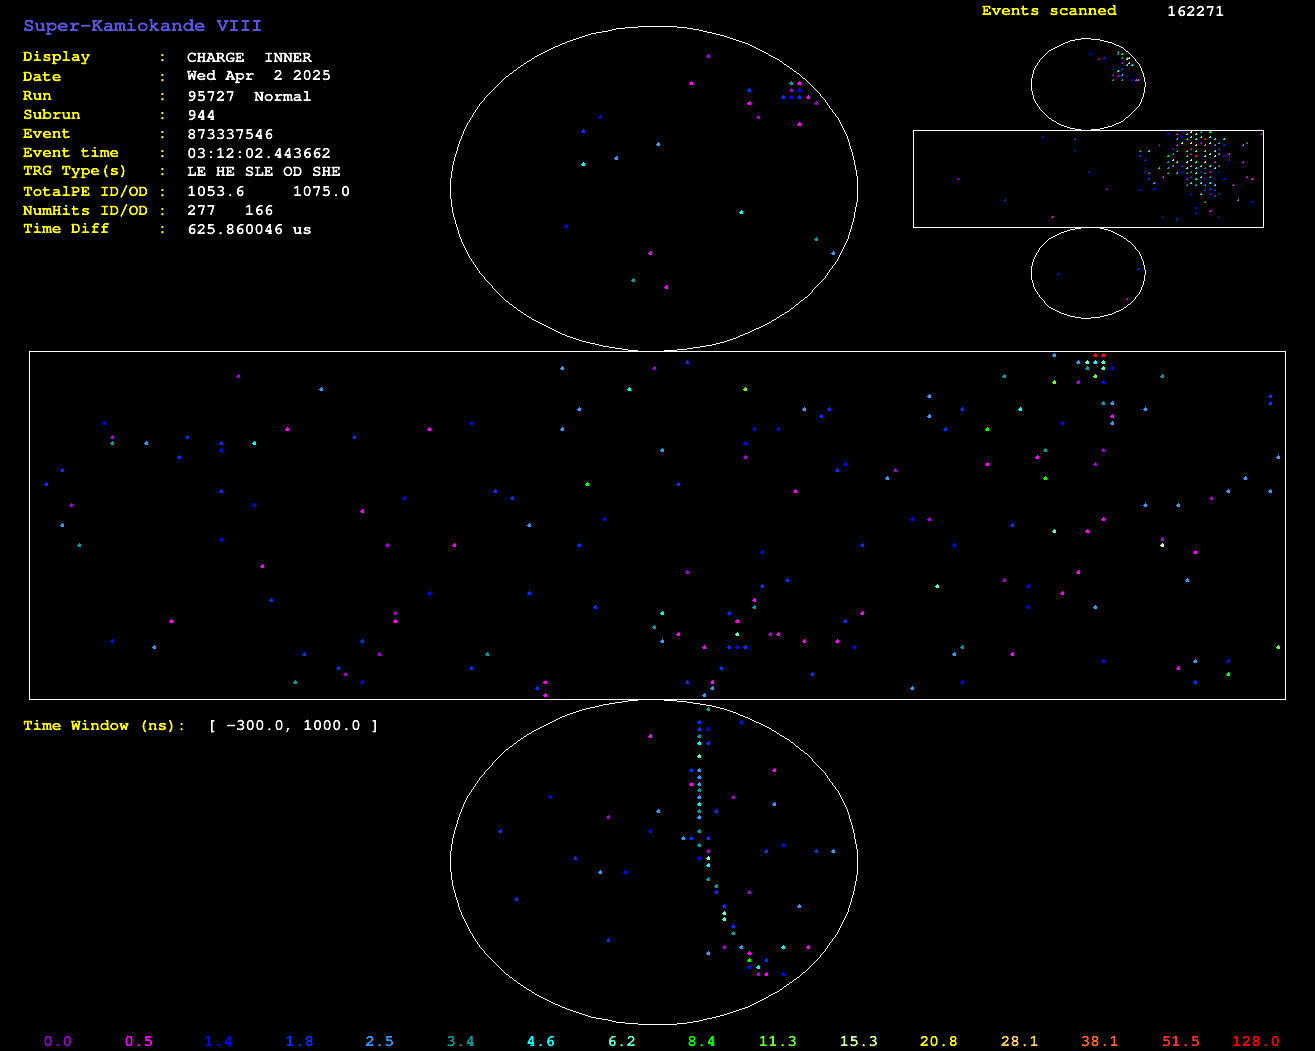 Super-Kamiokande VIII
Events scanned 162271
Display : CHARGE INNER
Date : Wed Apr 2 2025
Run : 95727 Normal
Subrun : 944
Event : 873337546
Event time : 03:12:02.443662
TRG Type(s) : LE HE SLE OD SHE
TotalPE ID/OD : 1053.6 1075.0
NumHits ID/OD : 277 166
Time Diff : 625.860046 us
Time Window (ns): [ -300.0, 1000.0 ]
0.0 0.5 1.4 1.8 2.5 3.4 4.6 6.2 8.4 11.3 15.3 20.8 28.1 38.1 51.5 128.0